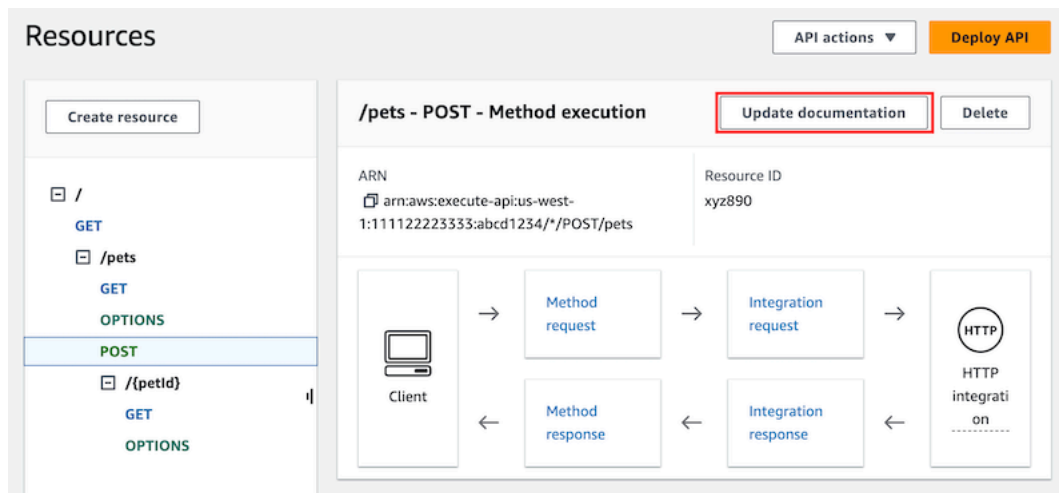 Resources
API actions ▼
Deploy API
Create resource
/
GET
/pets
GET
OPTIONS
POST
/{petId}
GET
OPTIONS
/pets - POST - Method execution
Update documentation
Delete
ARN
arn:aws:execute-api:us-west-
1:111122223333:abcd1234/*/POST/pets
Resource ID
xyz890
Client
Method
request
Integration
request
HTTP
HTTP
integrati
on
Method
response
Integration
response